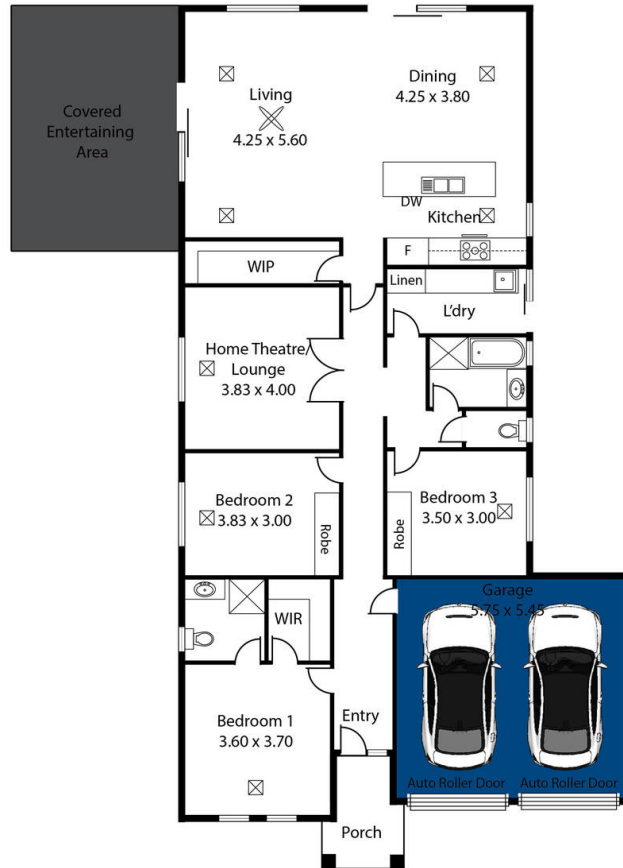 Covered
Entertaining
Area
Living
4.25 x 5.60
Dining
4.25 x 3.80
DW
Kitchen
F
WIP
Linen
L'dry
Home Theatre/
Lounge
3.83 x 4.00
Bedroom 2
3.83 x 3.00
Robe
Robe
Bedroom 3
3.50 x 3.00
WIR
Garage
5.75 x 5.45
Bedroom 1
3.60 x 3.70
Entry
Auto Roller Door
Auto Roller Door
Porch